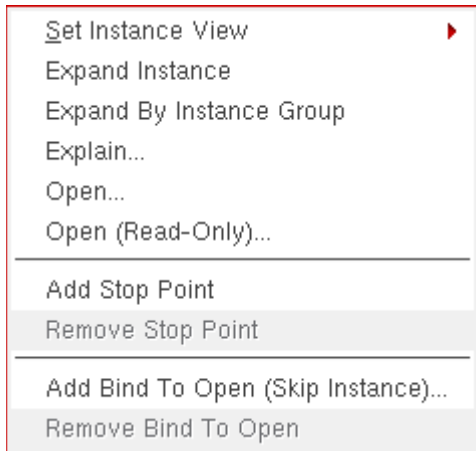 Set Instance View
Expand Instance
Expand By Instance Group
Explain...
Open...
Open (Read-Only)...
Add Stop Point
Remove Stop Point
Add Bind To Open (Skip Instance)...
Remove Bind To Open